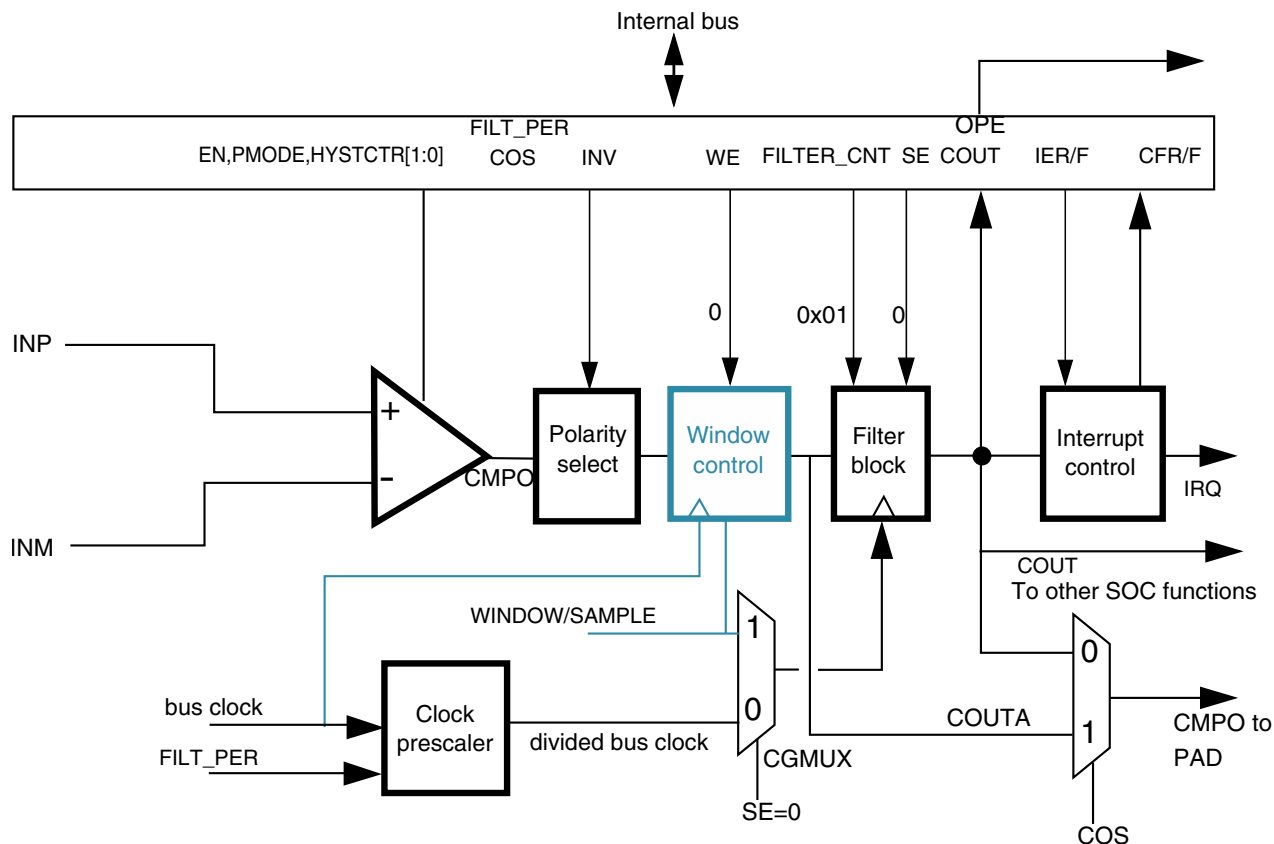 Internal bus
FILT_PER
OPE
EN,PMODE,HYSTCTR[1:0]
COS
INV
WE
FILTER_CNT
SE
COUT
IER/F
CFR/F
0
0x01
0
INP
+
-
CMPO
Polarity
select
Window
control
Filter
block
Interrupt
control
IRQ
INM
COUT
To other SOC functions
WINDOW/SAMPLE
1
0
0
1
bus clock
FILT_PER
Clock
prescaler
divided bus clock
CGMUX
SE=0
COUTA
CMPO to
PAD
COS